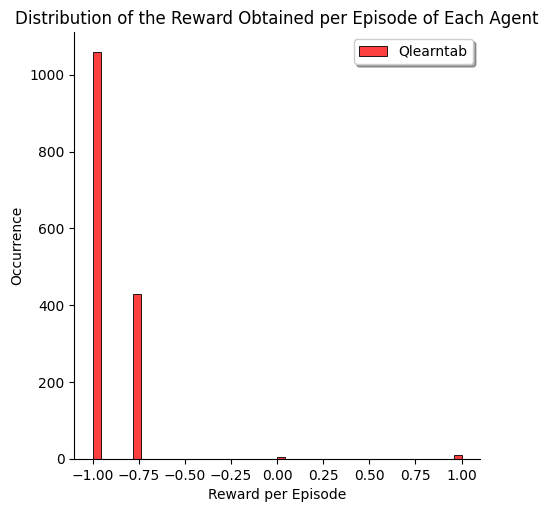 Distribution of the Reward Obtained per Episode of Each Agent
Qlearntab
1000
800
600
400
200
0
Occurrence
−1.00 −0.75 −0.50 −0.25 0.00 0.25 0.50 0.75 1.00
Reward per Episode